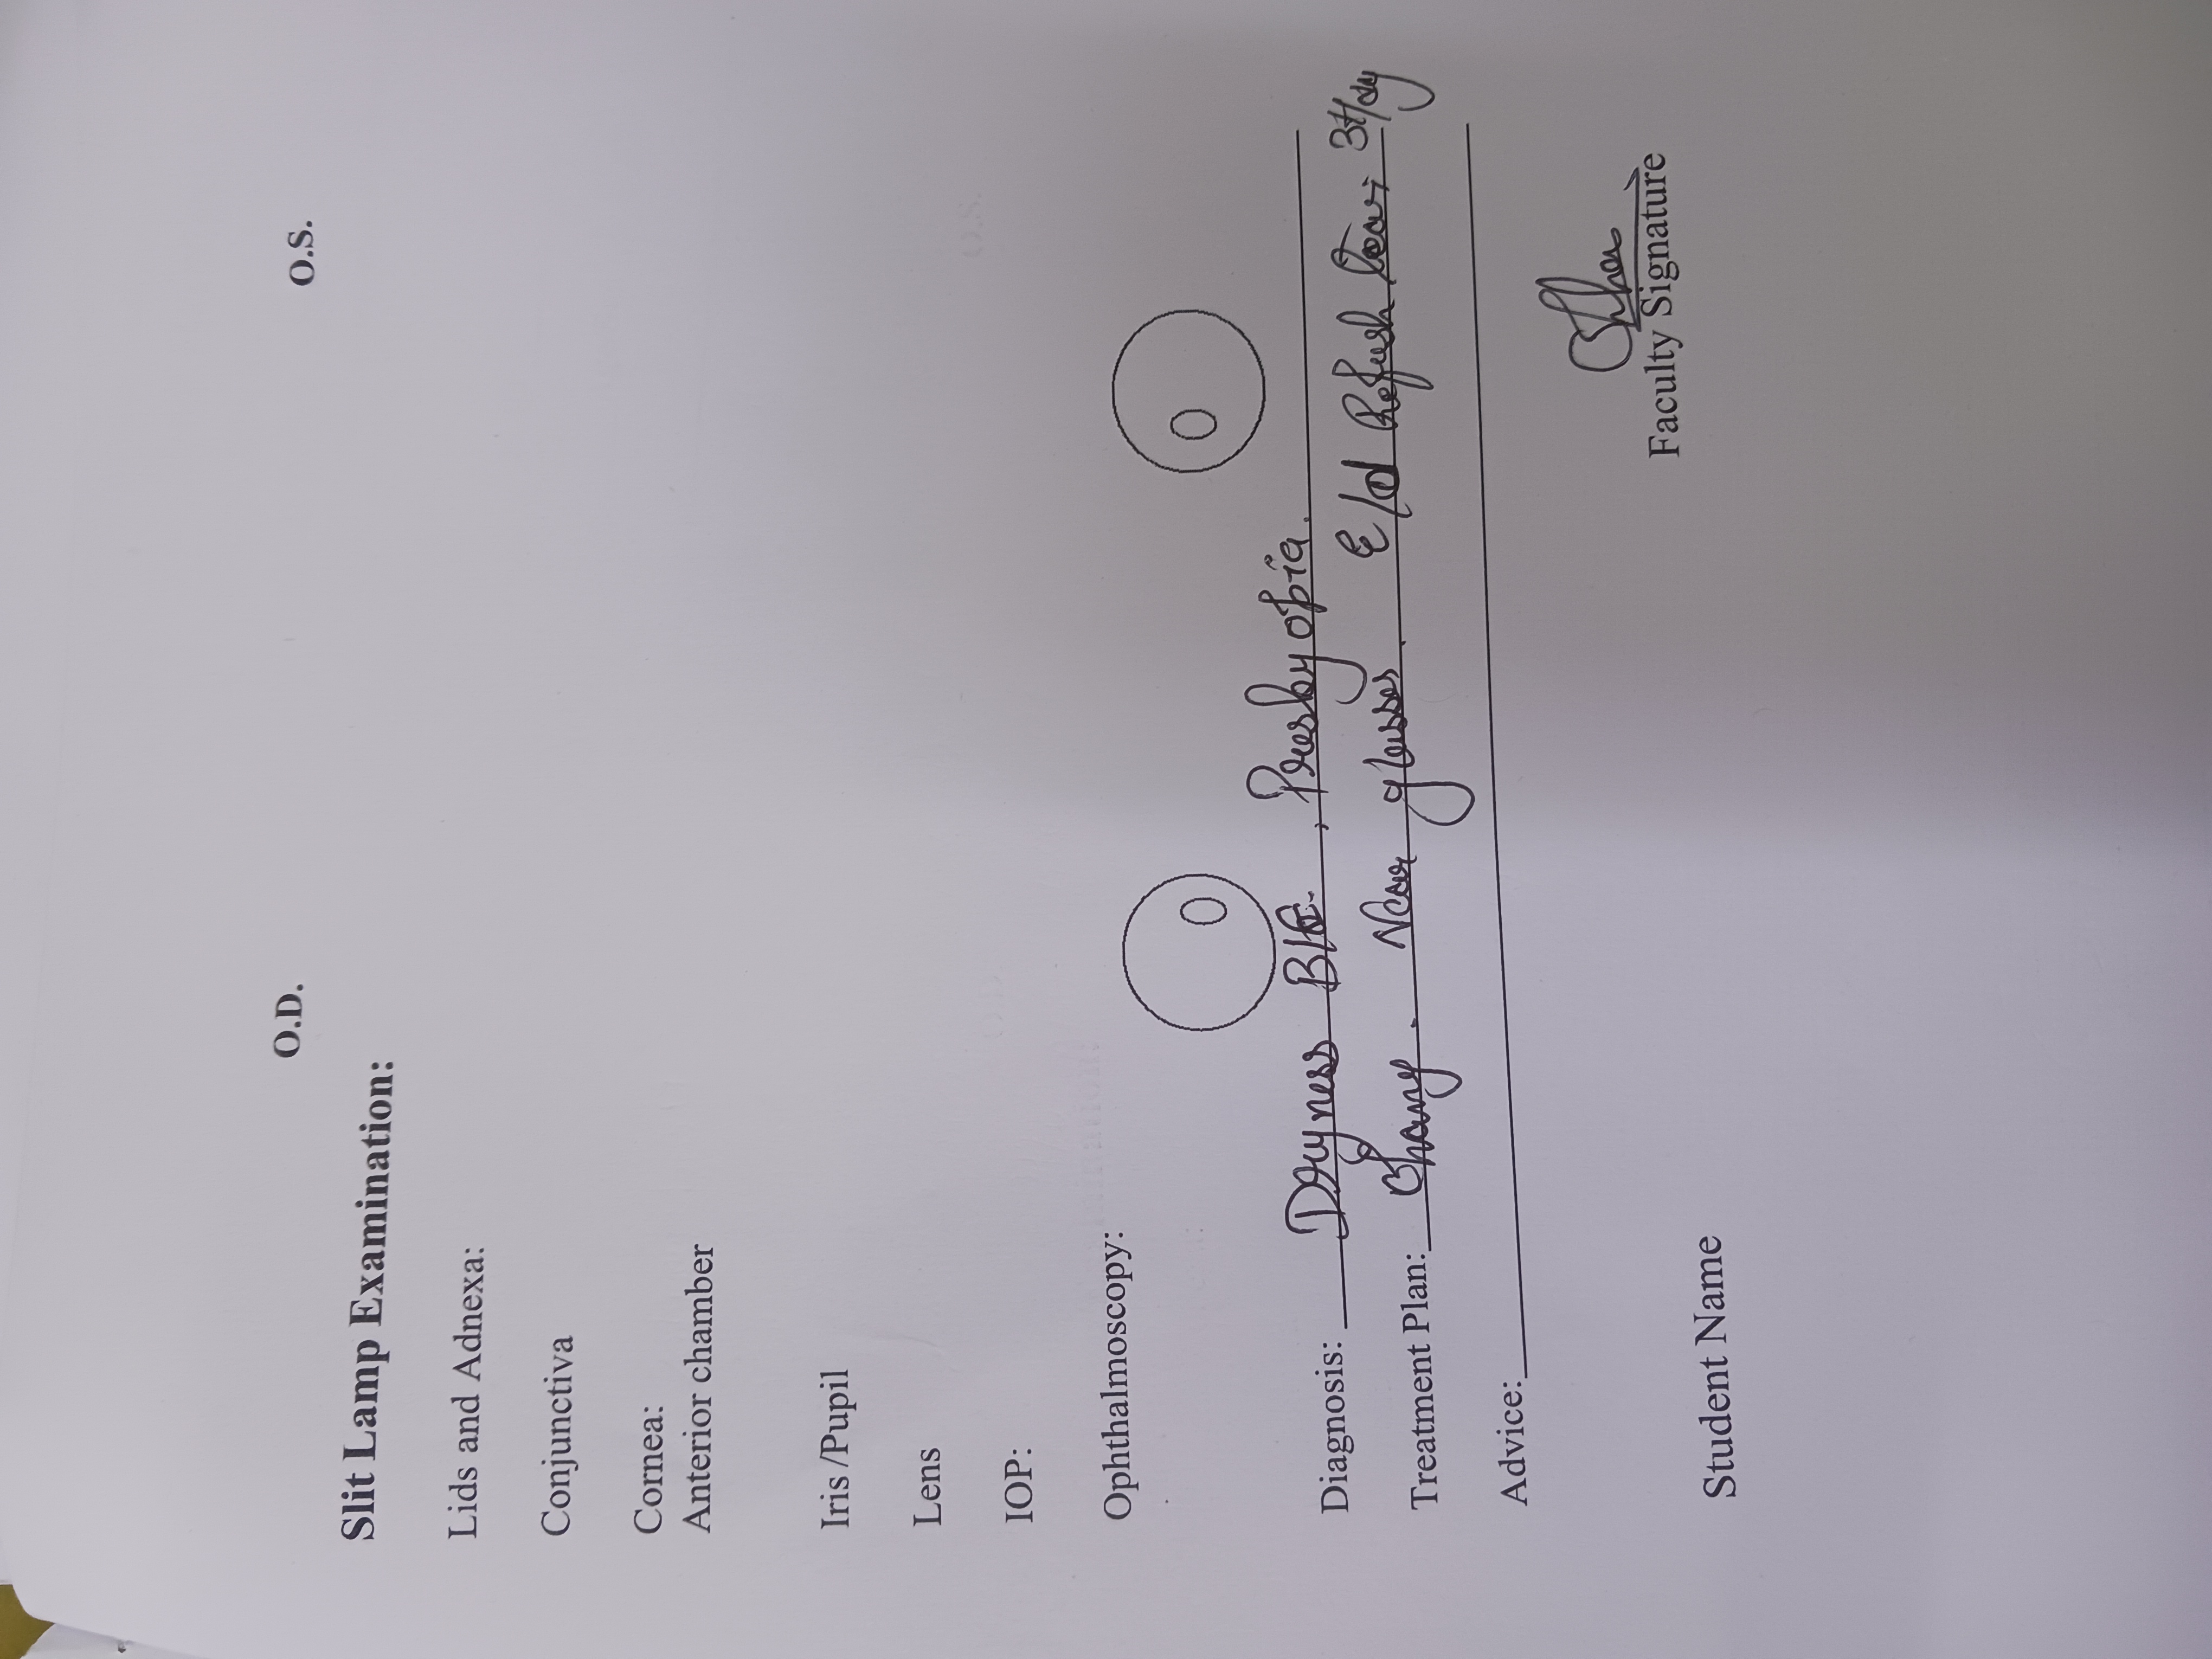 O.D. O.S.
Slit Lamp Examination:
Lids and Adnexa:
Conjunctiva
Cornea:
Anterior chamber
Iris /Pupil
Lens
IOP:
Ophthalmoscopy:
Diagnosis: Dryness B/E , Presbyopia.
Treatment Plan: Change Near glasses. E/d Refresh tears 3t/dy
Advice:
Faculty Signature
Student Name